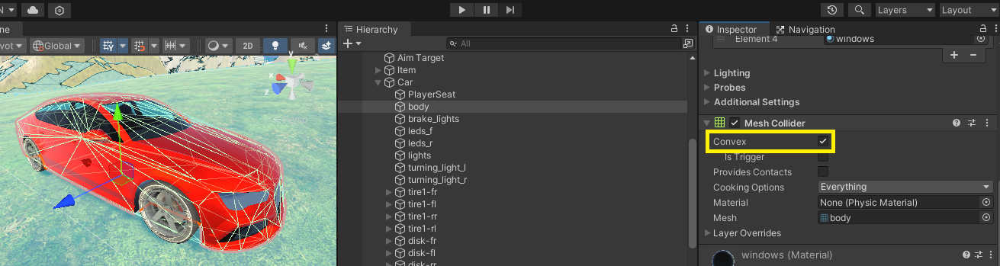 N
Layers
Layout
ne
Hierarchy
Inspector
Navigation
vot
Global
2D
All
Element 4
windows
y
x
z
Aim Target
Item
Car
PlayerSeat
body
brake_lights
leds_f
leds_r
lights
turning_light_l
turning_light_r
tire1-fr
tire1-fl
tire1-rr
tire1-rl
disk-fr
disk-fl
disk-rr
Lighting
Probes
Additional Settings
Mesh Collider
Convex
Is Trigger
Provides Contacts
Cooking Options
Everything
Material
None (Physic Material)
Mesh
body
Layer Overrides
windows (Material)